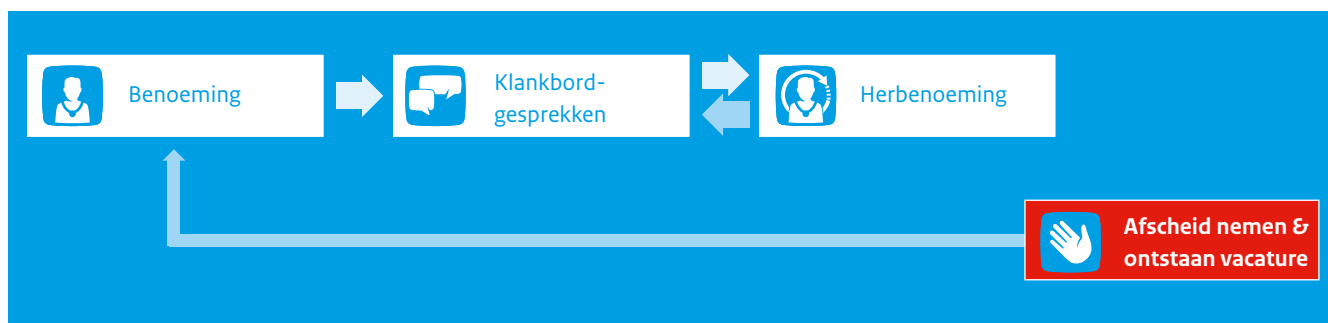 Benoeming
Klankbord-
gesprekken
Herbenoeming
Afscheid nemen &
ontstaan vacature